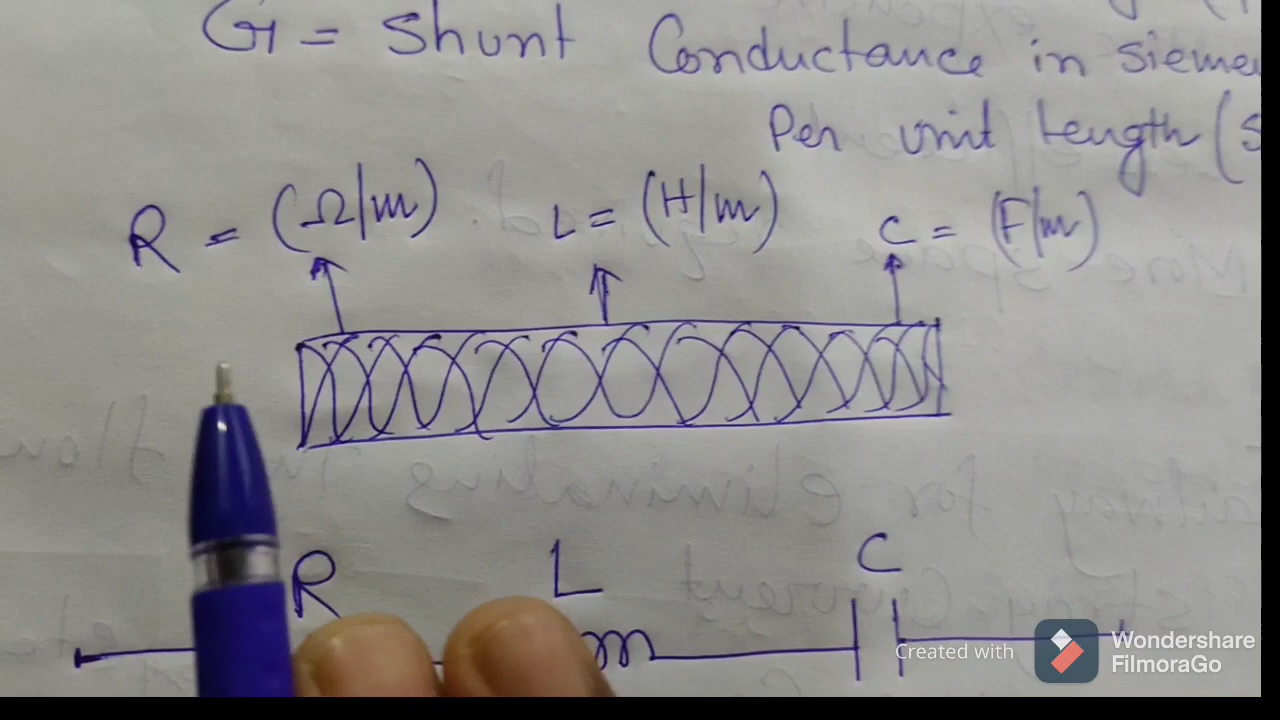 G = Shunt Conductance in
Per unit length (S
R = (Ω/m) L = (H/m) C = (F/m)
R L C
Created with Wondershare
FilmoraGo